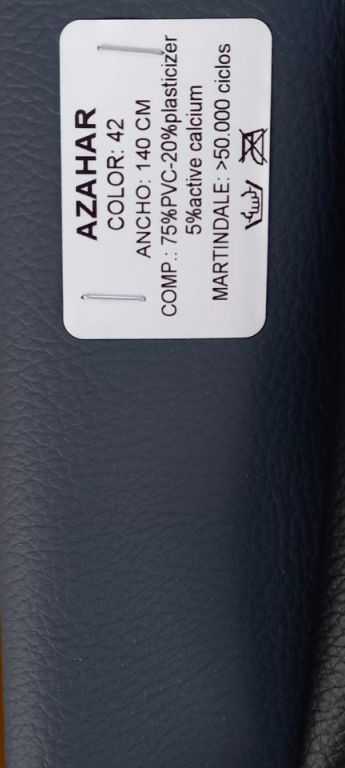 AZAHAR
COLOR: 42
ANCHO: 140 CM
COMP.: 75%PVC-20%plasticizer
5%active calcium
MARTINDALE: >50.000 ciclos